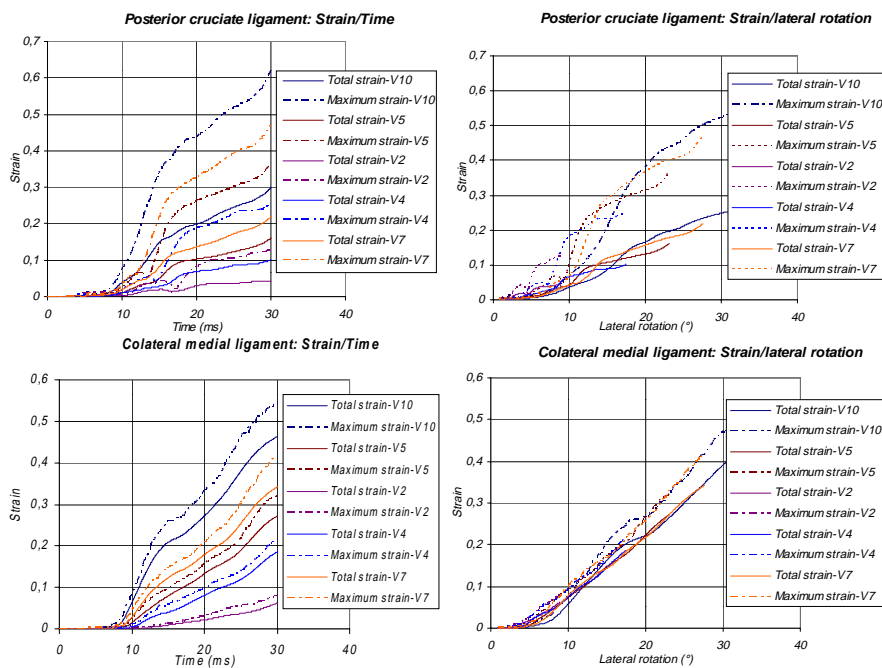 Posterior cruciate ligament: Strain/Time
0,7
0,6
0,5
0,4
0,3
0,2
0,1
0
Strain
0
10
20
30
40
Time (ms)
Total strain-V10
Maximum strain-V10
Total strain-V5
Maximum strain-V5
Total strain-V2
Maximum strain-V2
Total strain-V4
Maximum strain-V4
Total strain-V7
Maximum strain-V7
Posterior cruciate ligament: Strain/lateral rotation
0,7
0,6
0,5
0,4
0,3
0,2
0,1
0
Strain
0
10
20
30
40
Lateral rotation (°)
Total strain-V10
Maximum strain-V10
Total strain-V5
Maximum strain-V5
Total strain-V2
Maximum strain-V2
Total strain-V4
Maximum strain-V4
Total strain-V7
Maximum strain-V7
Colateral medial ligament: Strain/Time
0,6
0,5
0,4
0,3
0,2
0,1
0
Strain
0
10
20
30
40
Time (ms)
Total strain-V10
Maximum strain-V10
Total strain-V5
Maximum strain-V5
Total strain-V2
Maximum strain-V2
Total strain-V4
Maximum strain-V4
Total strain-V7
Maximum strain-V7
Colateral medial ligament: Strain/lateral rotation
0,6
0,5
0,4
0,3
0,2
0,1
0
Strain
0
10
20
30
40
Lateral rotation (°)
Total strain-V10
Maximum strain-V10
Total strain-V5
Maximum strain-V5
Total strain-V2
Maximum strain-V2
Total strain-V4
Maximum strain-V4
Total strain-V7
Maximum strain-V7